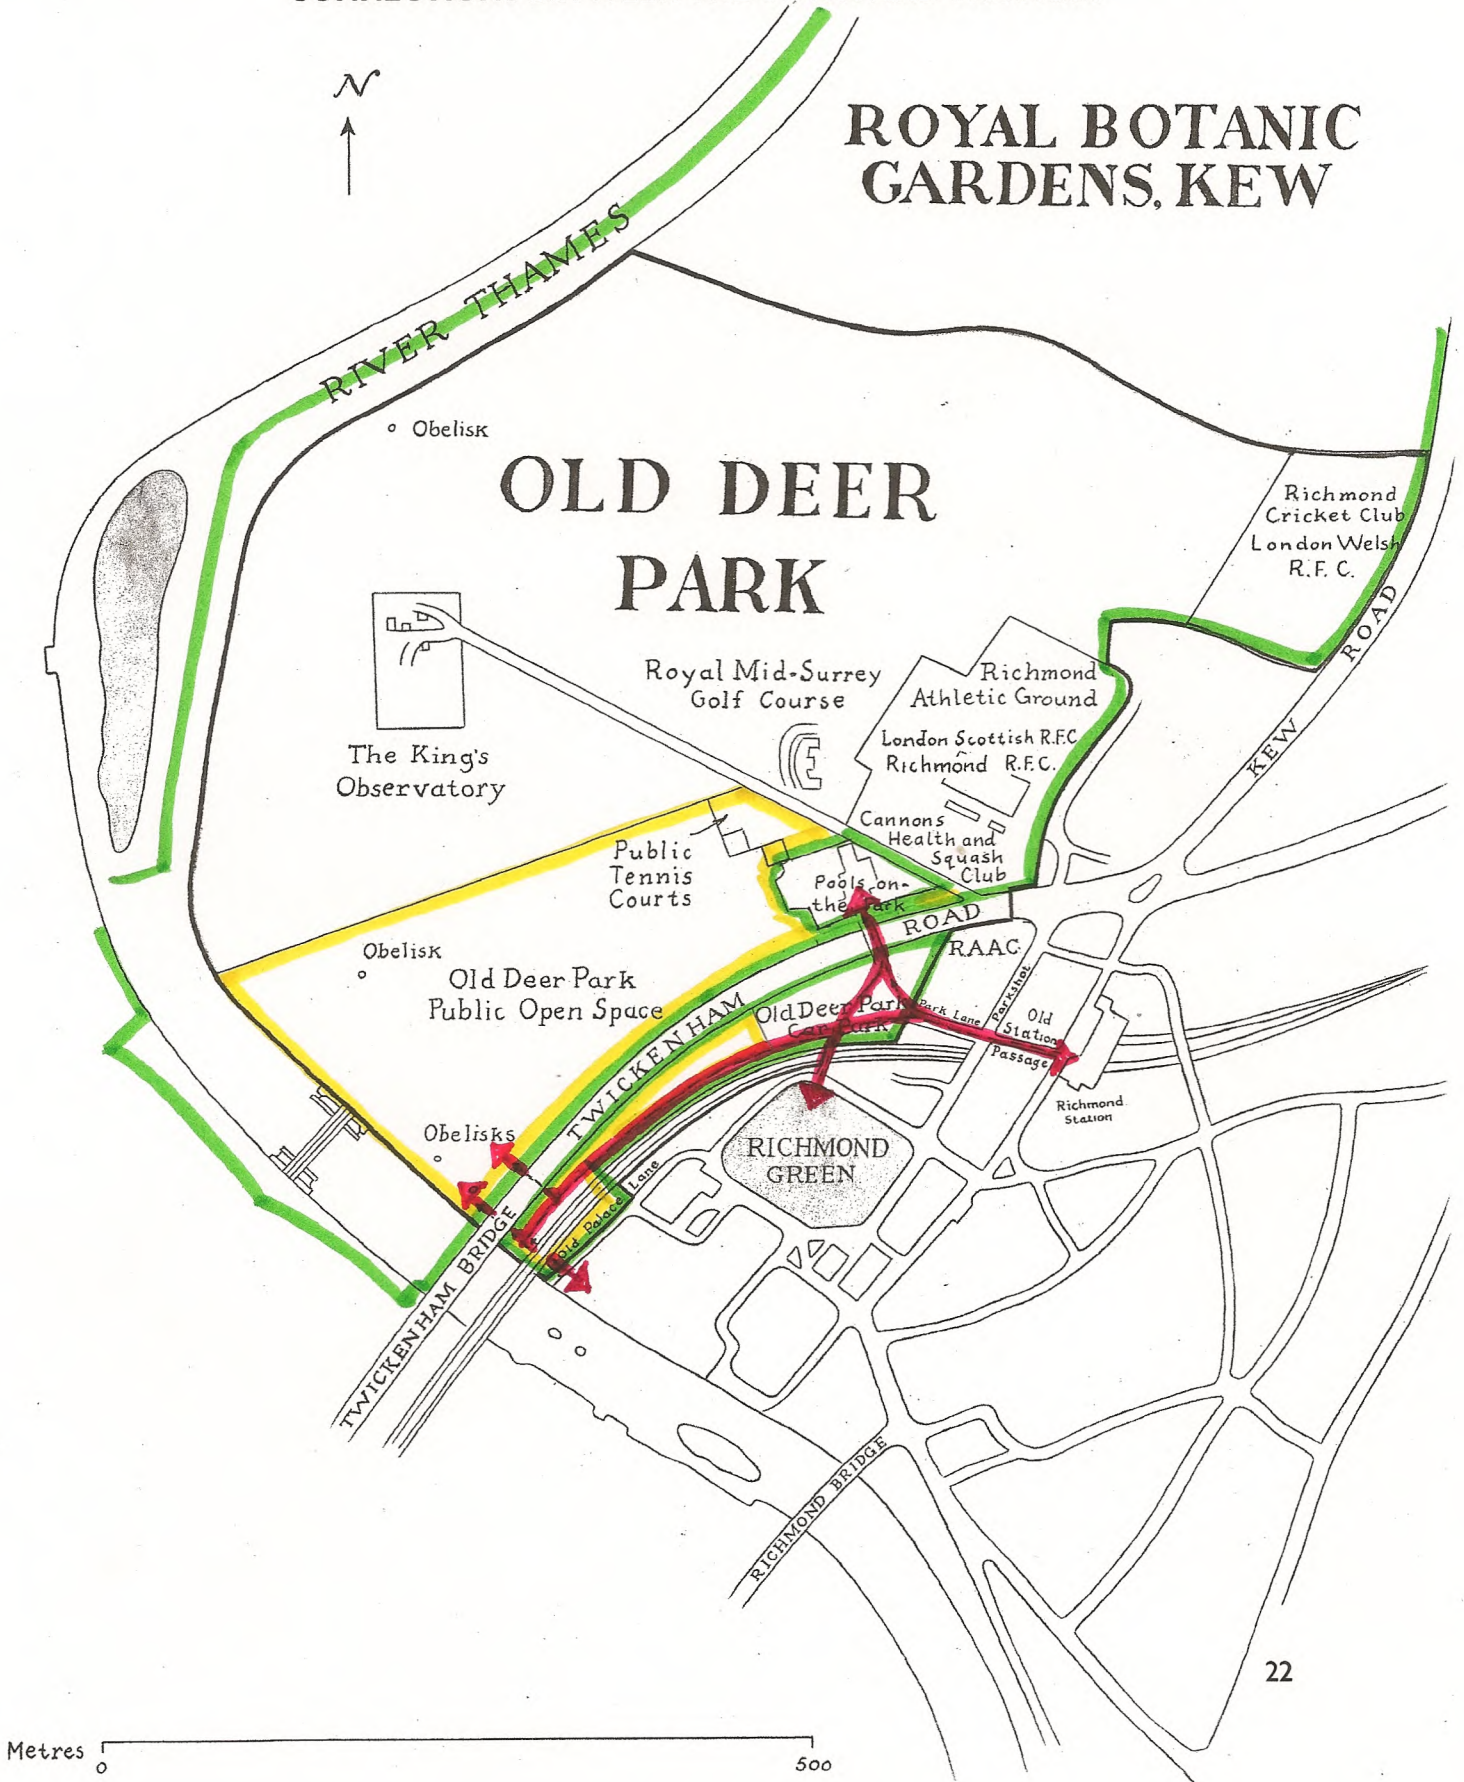 N
ROYAL BOTANIC
GARDENS, KEW
RIVER THAMES
Obelisk
OLD DEER
PARK
Richmond
Cricket Club
London Welsh
R.F.C.
KEW ROAD
Royal Mid-Surrey
Golf Course
Richmond
Athletic Ground
London Scottish R.F.C.
Richmond R.F.C.
The King's
Observatory
Cannons
Health and
Squash
Club
Public
Tennis
Courts
Pools-on-
the-Park
TWICKENHAM ROAD
RAAC
Obelisk
Old Deer Park
Public Open Space
Old Deer Park
Car Park
Park Lane
Parkshot
Old
Station
Passage
Richmond
Station
Obelisks
RICHMOND
GREEN
Old Palace Lane
TWICKENHAM BRIDGE
RICHMOND BRIDGE
22
Metres
0
500